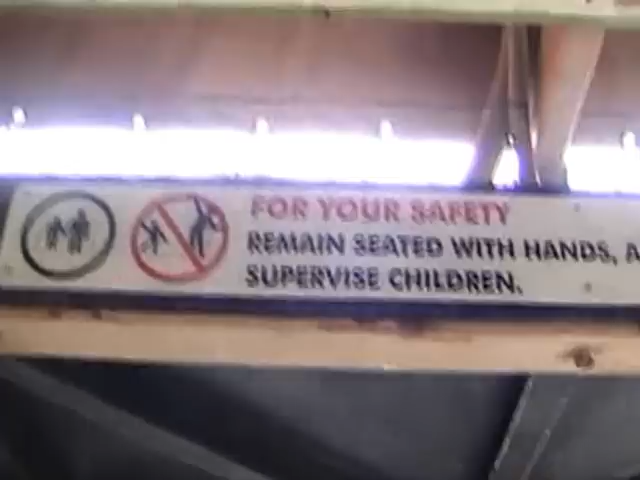 FOR YOUR SAFETY
REMAIN SEATED WITH HANDS, A
SUPERVISE CHILDREN.